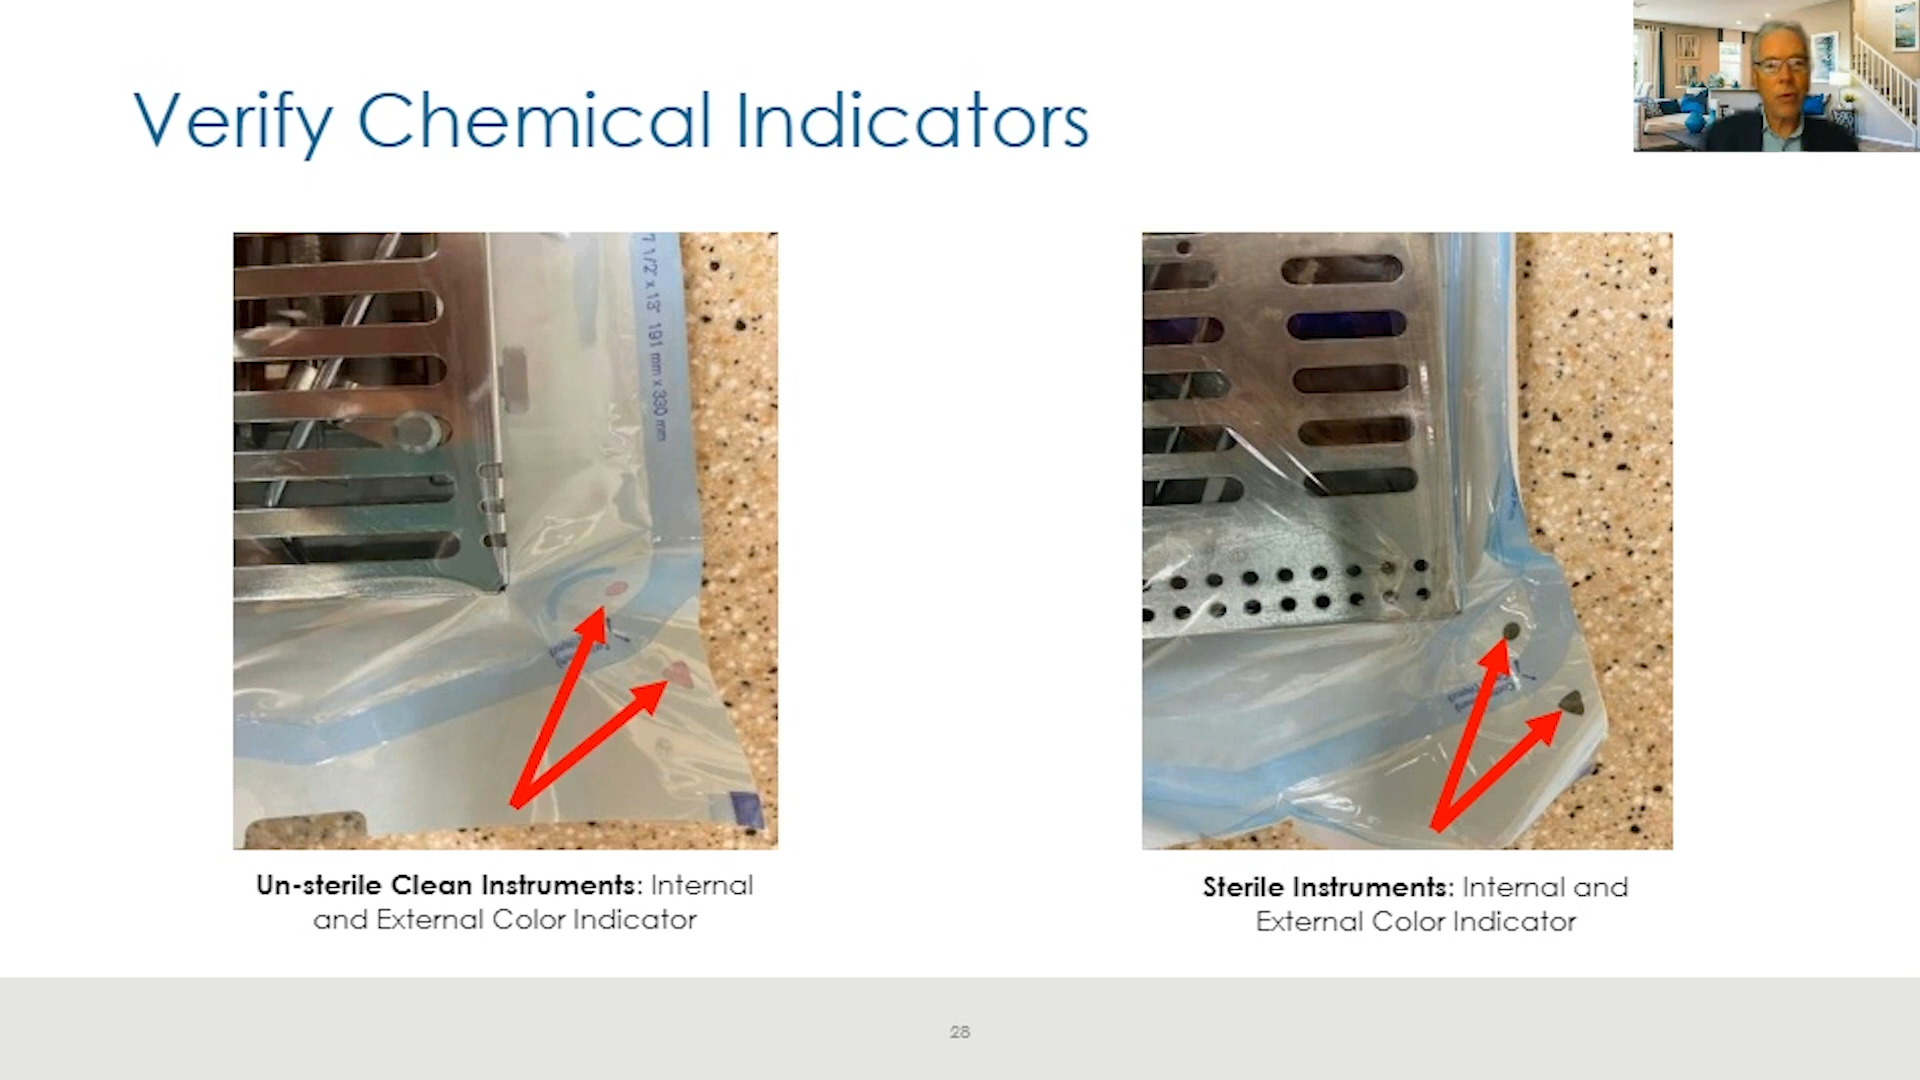 Verify Chemical Indicators
7 1/2" x 13" 191 mm x 330 mm
Un-sterile Clean Instruments: Internal
and External Color Indicator
Sterile Instruments: Internal and
External Color Indicator
28